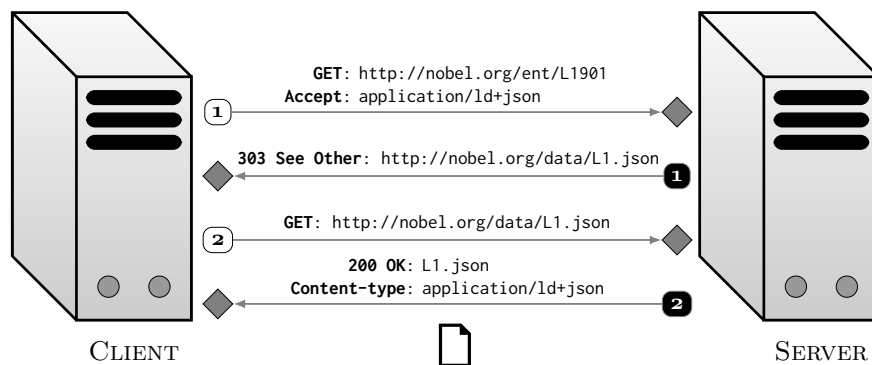 GET: http://nobel.org/ent/L1901
Accept: application/ld+json
1
303 See Other: http://nobel.org/data/L1.json
1
GET: http://nobel.org/data/L1.json
2
200 OK: L1.json
Content-type: application/ld+json
2
CLIENT
SERVER